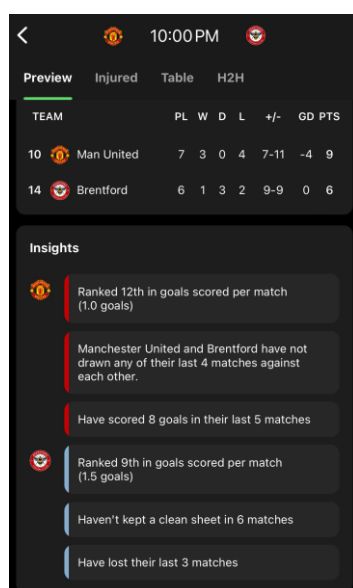 10:00 PM
Preview Injured Table H2H
TEAM PL W D L +/- GD PTS
10 Man United 7 3 0 4 7-11 -4 9
14 Brentford 6 1 3 2 9-9 0 6
Insights
Ranked 12th in goals scored per match
(1.0 goals)
Manchester United and Brentford have not
drawn any of their last 4 matches against
each other.
Have scored 8 goals in their last 5 matches
Ranked 9th in goals scored per match
(1.5 goals)
Haven't kept a clean sheet in 6 matches
Have lost their last 3 matches